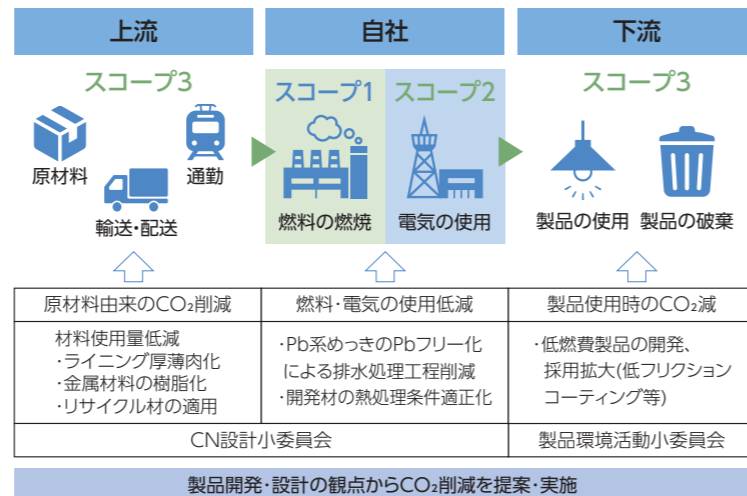 上流
自社
下流
スコープ3
スコープ1
スコープ2
スコープ3
原材料
通勤
輸送・配送
燃料の燃焼
電気の使用
製品の使用
製品の破棄
原材料由来のCO₂削減
燃料・電気の使用低減
製品使用時のCO₂減
材料使用量低減
・ライニング厚薄肉化
・金属材料の樹脂化
・リサイクル材の適用
・Pb系めっきのPbフリー化
による排水処理工程削減
・開発材の熱処理条件適正化
・低燃費製品の開発、
採用拡大(低フリクション
コーティング等)
CN設計小委員会
製品環境活動小委員会
製品開発・設計の観点からCO₂削減を提案・実施